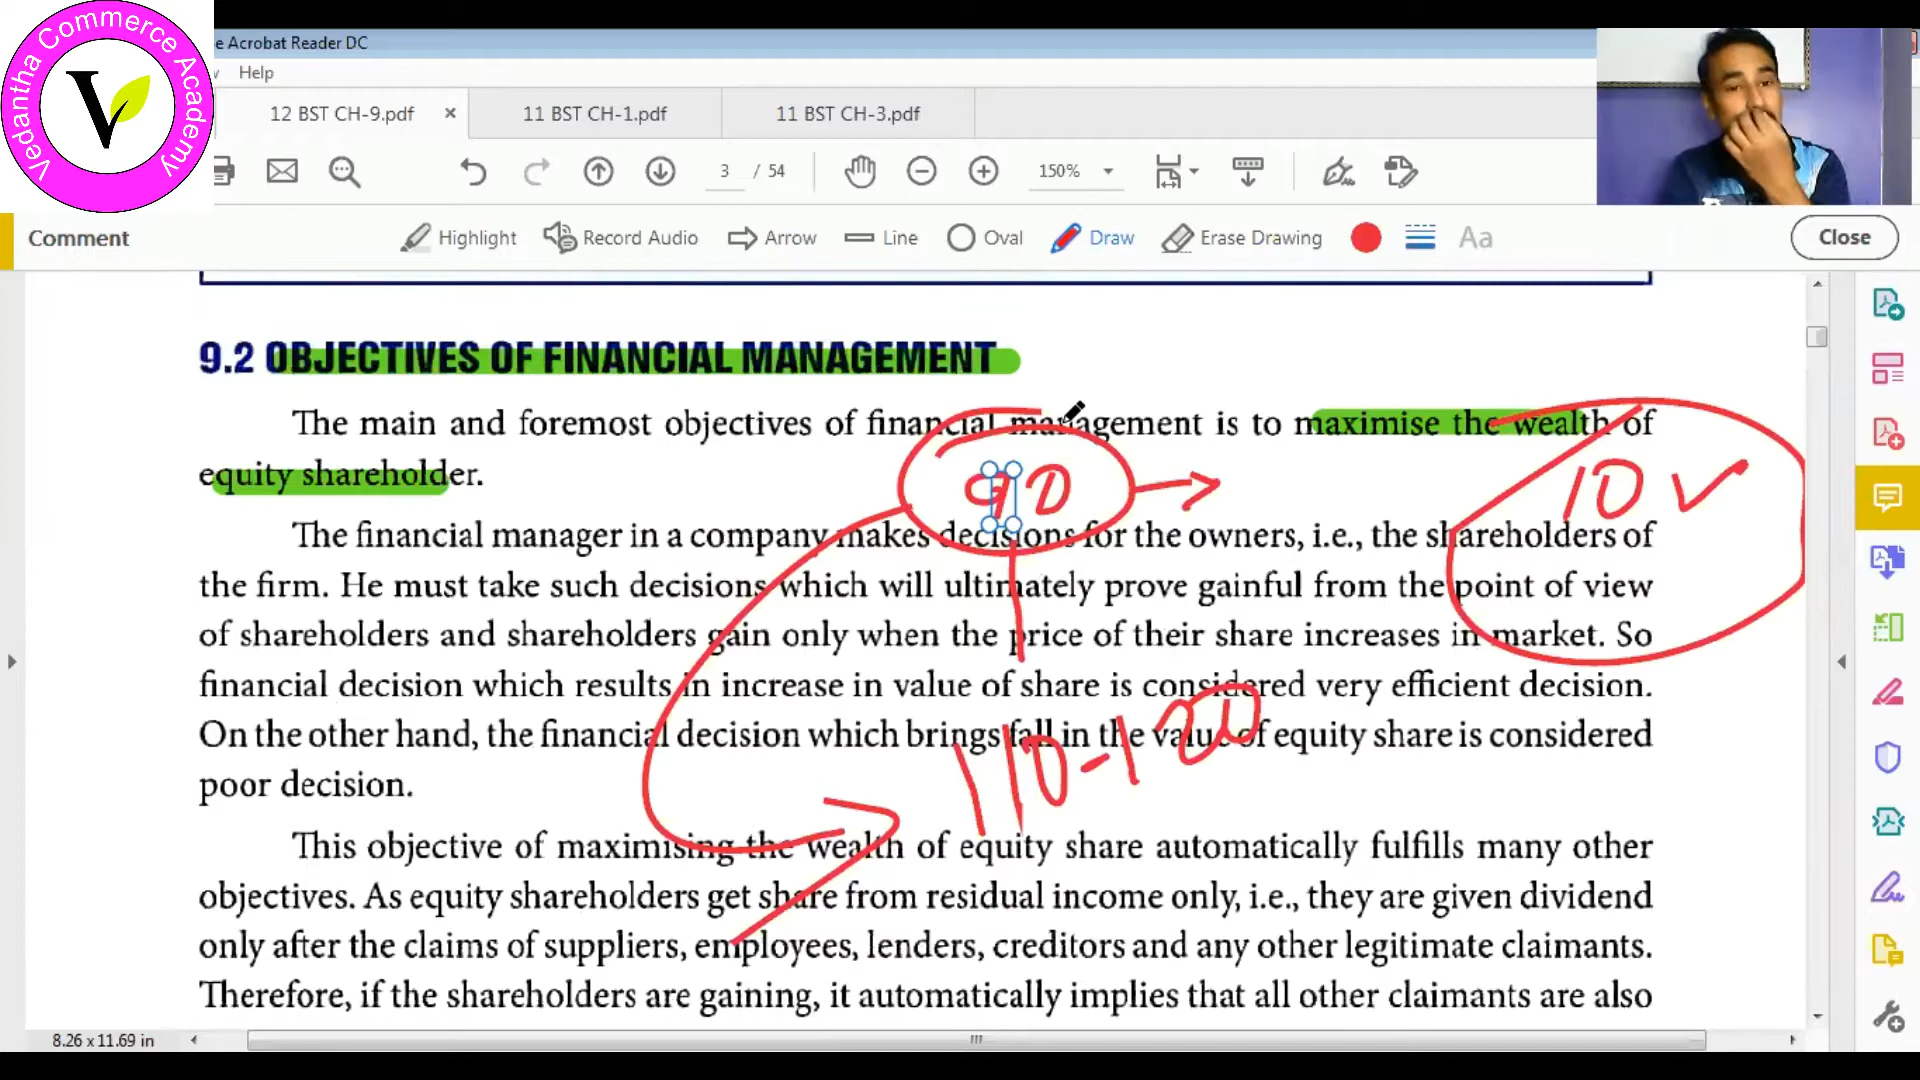 Vedantha Commerce Academy
V
e Acrobat Reader DC
Help
12 BST CH-9.pdf × 11 BST CH-1.pdf 11 BST CH-3.pdf
3 / 54 150%
Comment Highlight Record Audio Arrow Line Oval Draw Erase Drawing Aa Close
9.2 OBJECTIVES OF FINANCIAL MANAGEMENT
The main and foremost objectives of financial management is to maximise the wealth of
equity shareholder.
90 10
The financial manager in a company makes decisions for the owners, i.e., the shareholders of
the firm. He must take such decisions which will ultimately prove gainful from the point of view
of shareholders and shareholders gain only when the price of their share increases in market. So
financial decision which results in increase in value of share is considered very efficient decision.
On the other hand, the financial decision which brings fall in the value of equity share is considered
poor decision.
110-120
This objective of maximising the wealth of equity share automatically fulfills many other
objectives. As equity shareholders get share from residual income only, i.e., they are given dividend
only after the claims of suppliers, employees, lenders, creditors and any other legitimate claimants.
Therefore, if the shareholders are gaining, it automatically implies that all other claimants are also
8.26 x 11.69 in